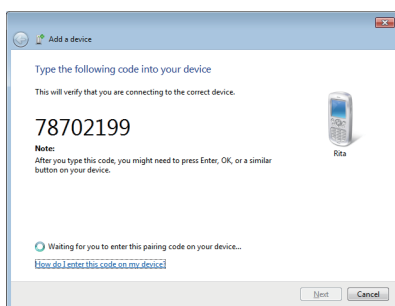 Add a device
Type the following code into your device
This will verify that you are connecting to the correct device.
78702199
Note:
After you type this code, you might need to press Enter, OK, or a similar
button on your device.
Rita
Waiting for you to enter this pairing code on your device...
How do I enter this code on my device?
Next Cancel